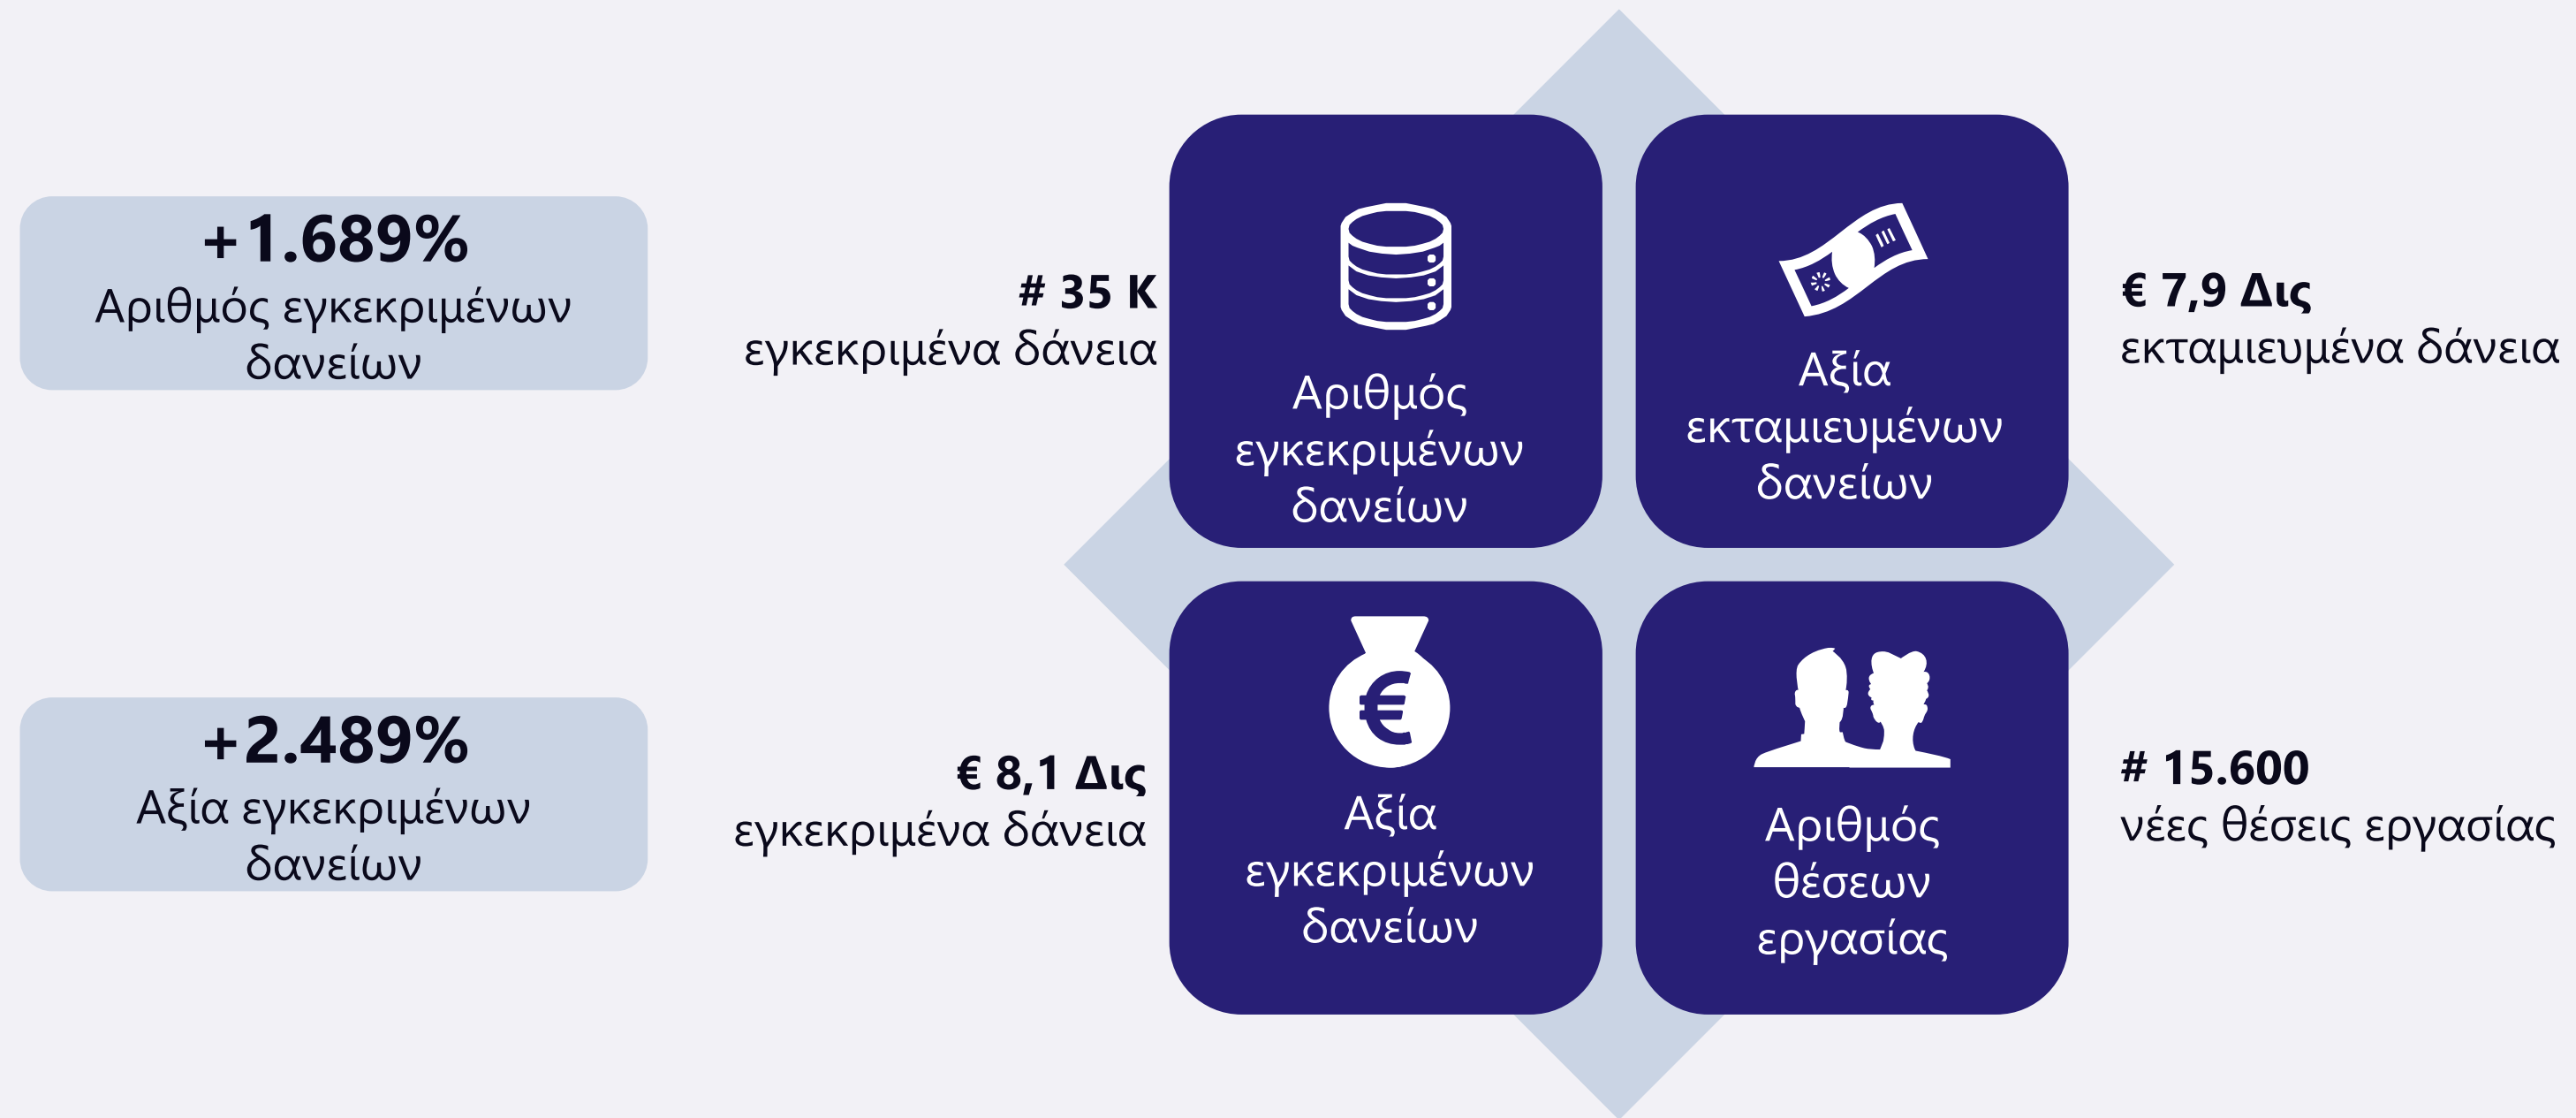 +1.689%
Αριθμός εγκεκριμένων
δανείων
# 35 K
εγκεκριμένα δάνεια
Αριθμός
εγκεκριμένων
δανείων
Αξία
εκταμιευμένων
δανείων
€ 7,9 Δις
εκταμιευμένα δάνεια
+2.489%
Αξία εγκεκριμένων
δανείων
€ 8,1 Δις
εγκεκριμένα δάνεια
€
Αξία
εγκεκριμένων
δανείων
Αριθμός
θέσεων
εργασίας
# 15.600
νέες θέσεις εργασίας